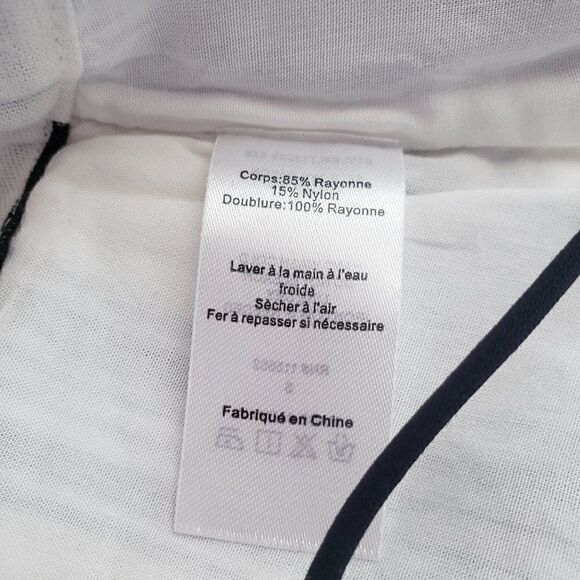 Corps:85% Rayonne
15% Nylon
Doublure:100% Rayonne
Laver à la main à l'eau
froide
Sècher à l'air
Fer à repasser si nécessaire
Fabriqué en Chine